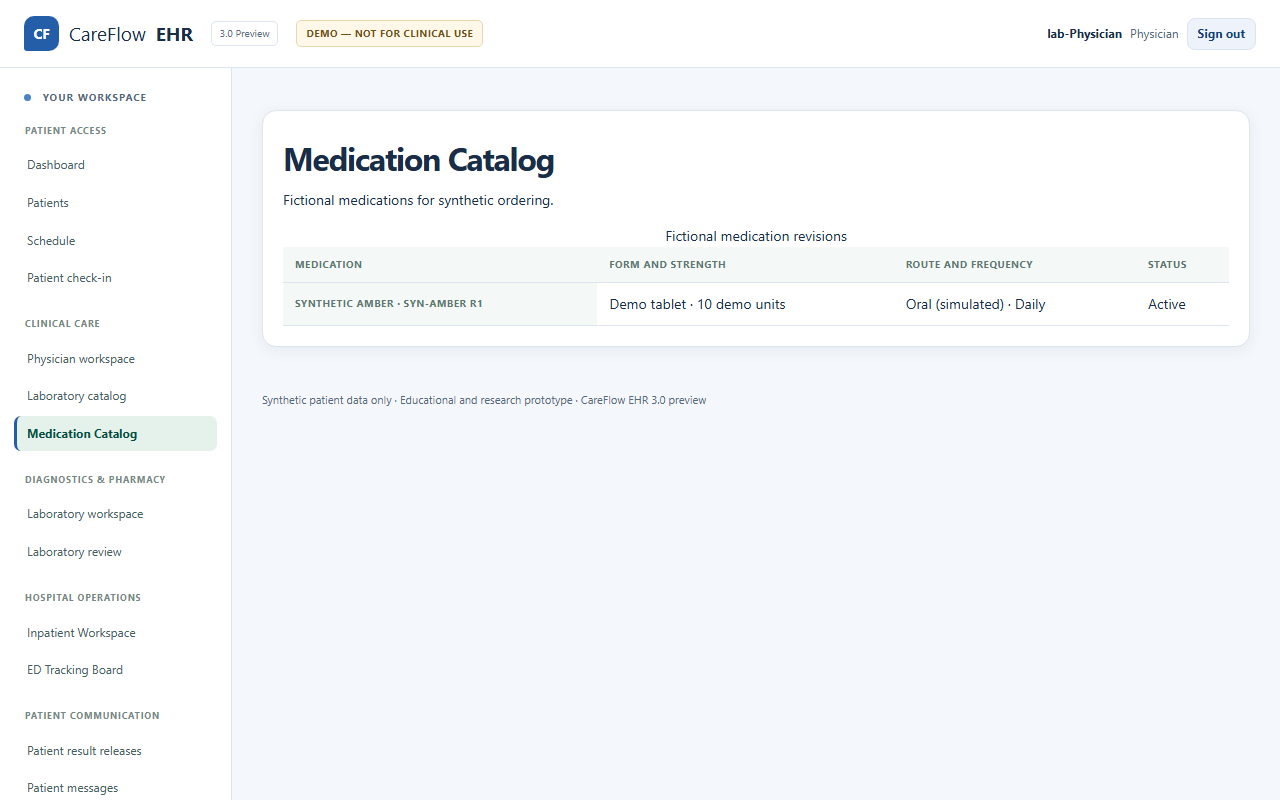 CF CareFlow EHR 3.0 Preview DEMO — NOT FOR CLINICAL USE lab-Physician Physician Sign out
YOUR WORKSPACE
PATIENT ACCESS
Dashboard
Patients
Schedule
Patient check-in
CLINICAL CARE
Physician workspace
Laboratory catalog
Medication Catalog
DIAGNOSTICS & PHARMACY
Laboratory workspace
Laboratory review
HOSPITAL OPERATIONS
Inpatient Workspace
ED Tracking Board
PATIENT COMMUNICATION
Patient result releases
Patient messages
Medication Catalog
Fictional medications for synthetic ordering.
Fictional medication revisions
MEDICATION FORM AND STRENGTH ROUTE AND FREQUENCY STATUS
SYNTHETIC AMBER · SYN-AMBER R1 Demo tablet · 10 demo units Oral (simulated) · Daily Active
Synthetic patient data only · Educational and research prototype · CareFlow EHR 3.0 preview